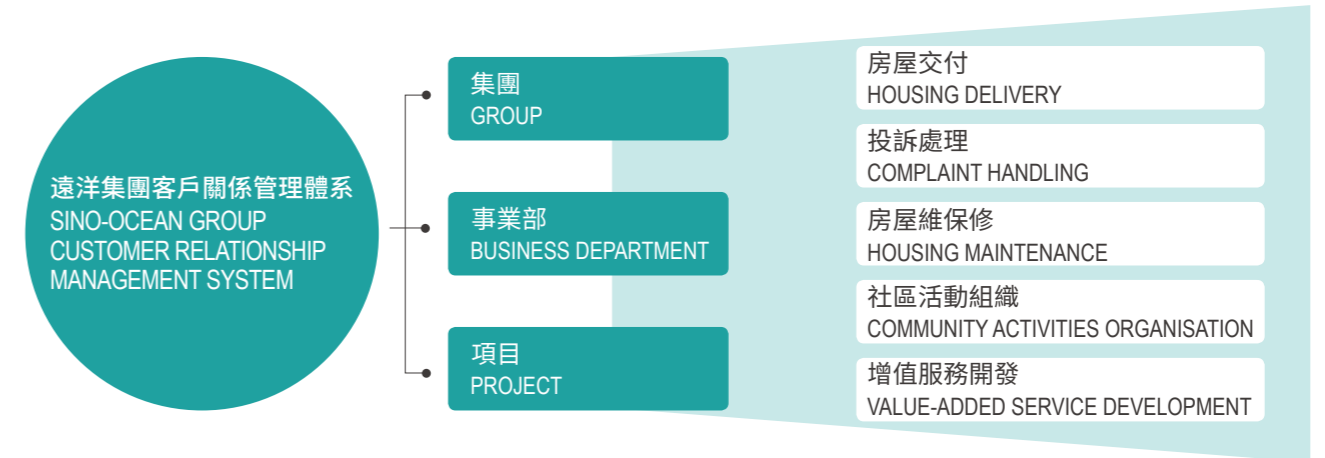 遠洋集團客戶關係管理體系
SINO-OCEAN GROUP
CUSTOMER RELATIONSHIP
MANAGEMENT SYSTEM
集團
GROUP
事業部
BUSINESS DEPARTMENT
項目
PROJECT
房屋交付
HOUSING DELIVERY
投訴處理
COMPLAINT HANDLING
房屋維保修
HOUSING MAINTENANCE
社區活動組織
COMMUNITY ACTIVITIES ORGANISATION
增值服務開發
VALUE-ADDED SERVICE DEVELOPMENT